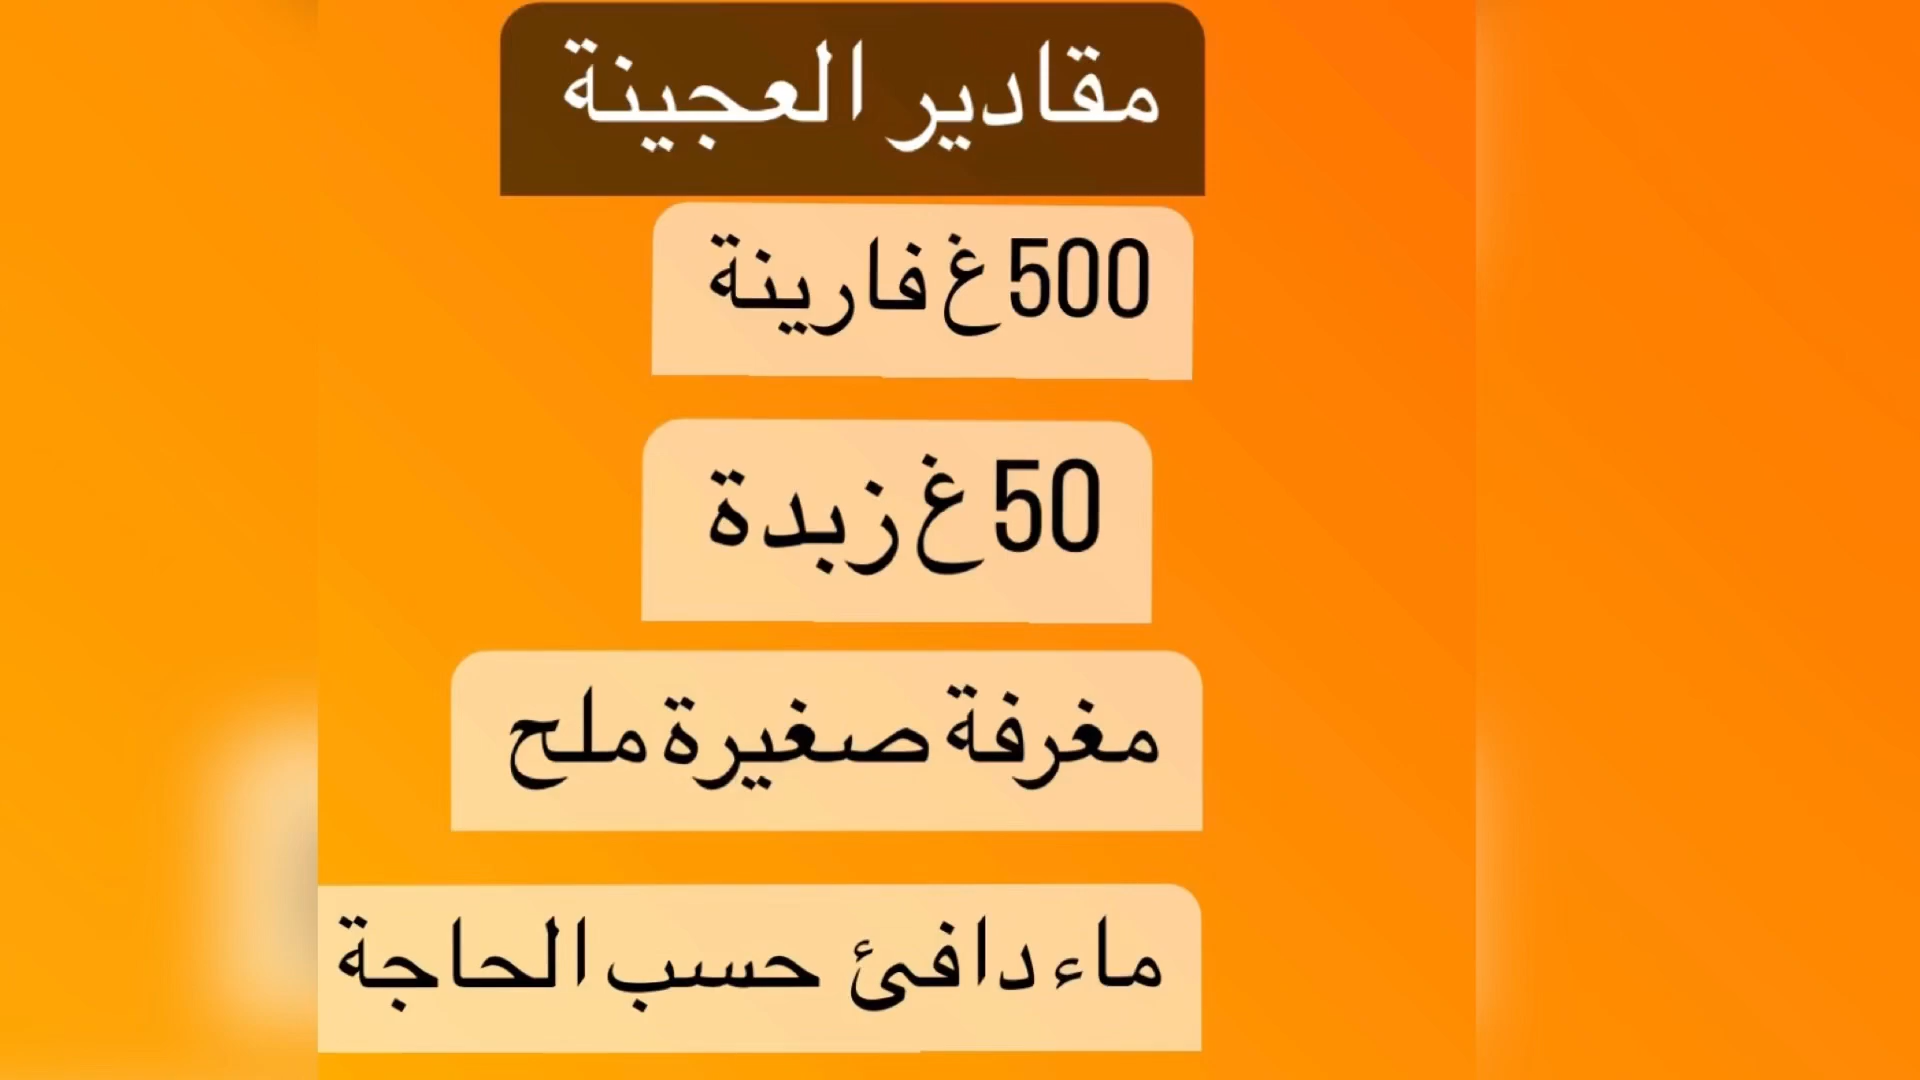 مقادير العجينة
500غ فارينة
50غ زبدة
مغرفة صغيرة ملح
ماء دافئ حسب الحاجة